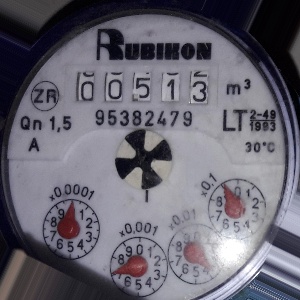 RUBIKON
ZR 00513 m³
Qn 1,5 95382479 LT 2-49 1993
A 30°C
x0,0001 x0,1
x0,001 x0,01